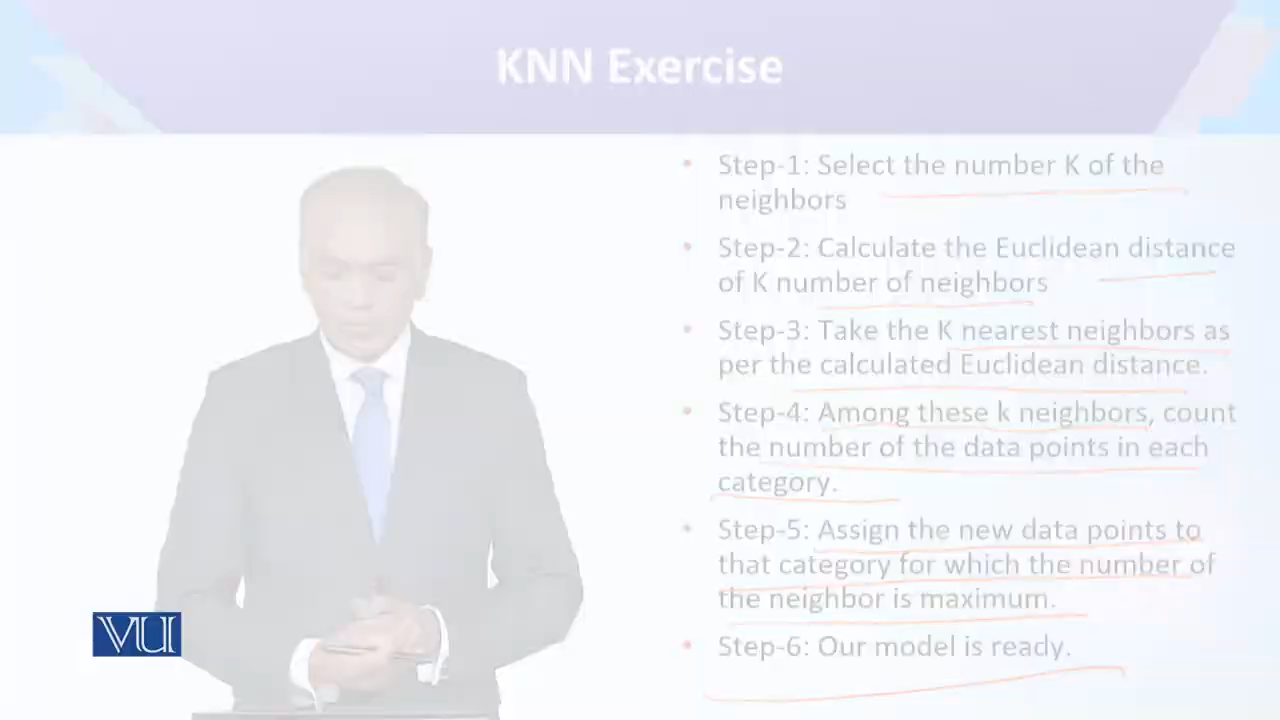 KNN Exercise
• Step-1: Select the number K of the
neighbors
• Step-2: Calculate the Euclidean distance
of K number of neighbors
• Step-3: Take the K nearest neighbors as
per the calculated Euclidean distance.
• Step-4: Among these k neighbors, count
the number of the data points in each
category.
• Step-5: Assign the new data points to
that category for which the number of
the neighbor is maximum.
• Step-6: Our model is ready.
VU